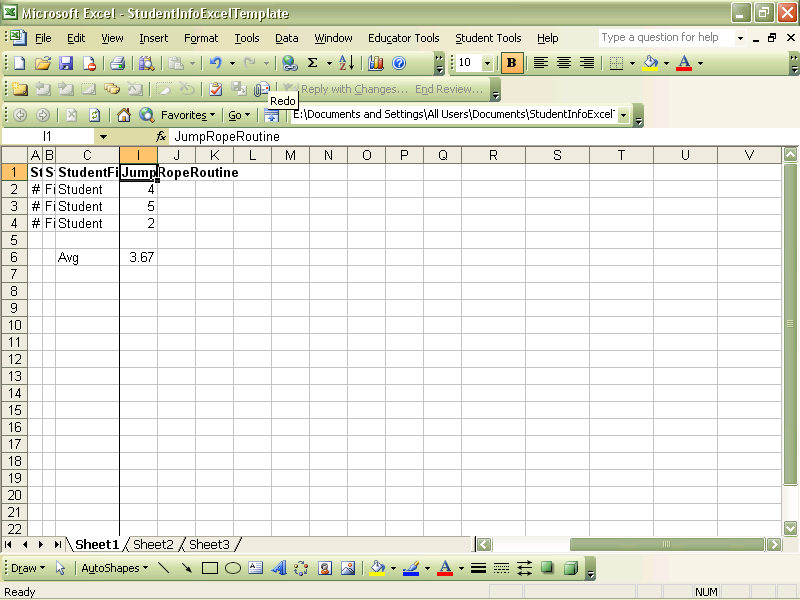 Microsoft Excel - StudentInfoExcelTemplate
File Edit View Insert Format Tools Data Window Educator Tools Student Tools Help Type a question for help
10 B A
Reply with Changes... End Review...
Redo
Favorites Go E:\Documents and Settings\All Users\Documents\StudentInfoExcelT
I1 fx JumpRopeRoutine
A B C I J K L M N O P Q R S T U V
1 St S StudentFi JumpRopeRoutine
2 # Fi Student 4
3 # Fi Student 5
4 # Fi Student 2
5
6 Avg 3.67
7
8
9
10
11
12
13
14
15
16
17
18
19
20
21
22
Sheet1 Sheet2 Sheet3
Draw AutoShapes A
Ready NUM